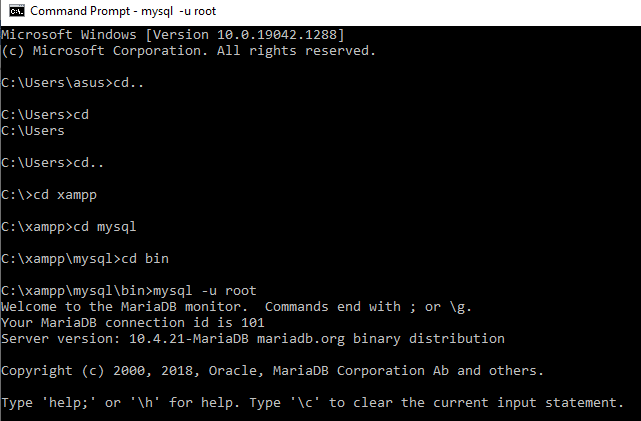 Command Prompt - mysql  -u root
Microsoft Windows [Version 10.0.19042.1288]
(c) Microsoft Corporation. All rights reserved.
C:\Users\asus>cd..
C:\Users>cd
C:\Users
C:\Users>cd..
C:\>cd xampp
C:\xampp>cd mysql
C:\xampp\mysql>cd bin
C:\xampp\mysql\bin>mysql -u root
Welcome to the MariaDB monitor.  Commands end with ; or \g.
Your MariaDB connection id is 101
Server version: 10.4.21-MariaDB mariadb.org binary distribution
Copyright (c) 2000, 2018, Oracle, MariaDB Corporation Ab and others.
Type 'help;' or '\h' for help. Type '\c' to clear the current input statement.